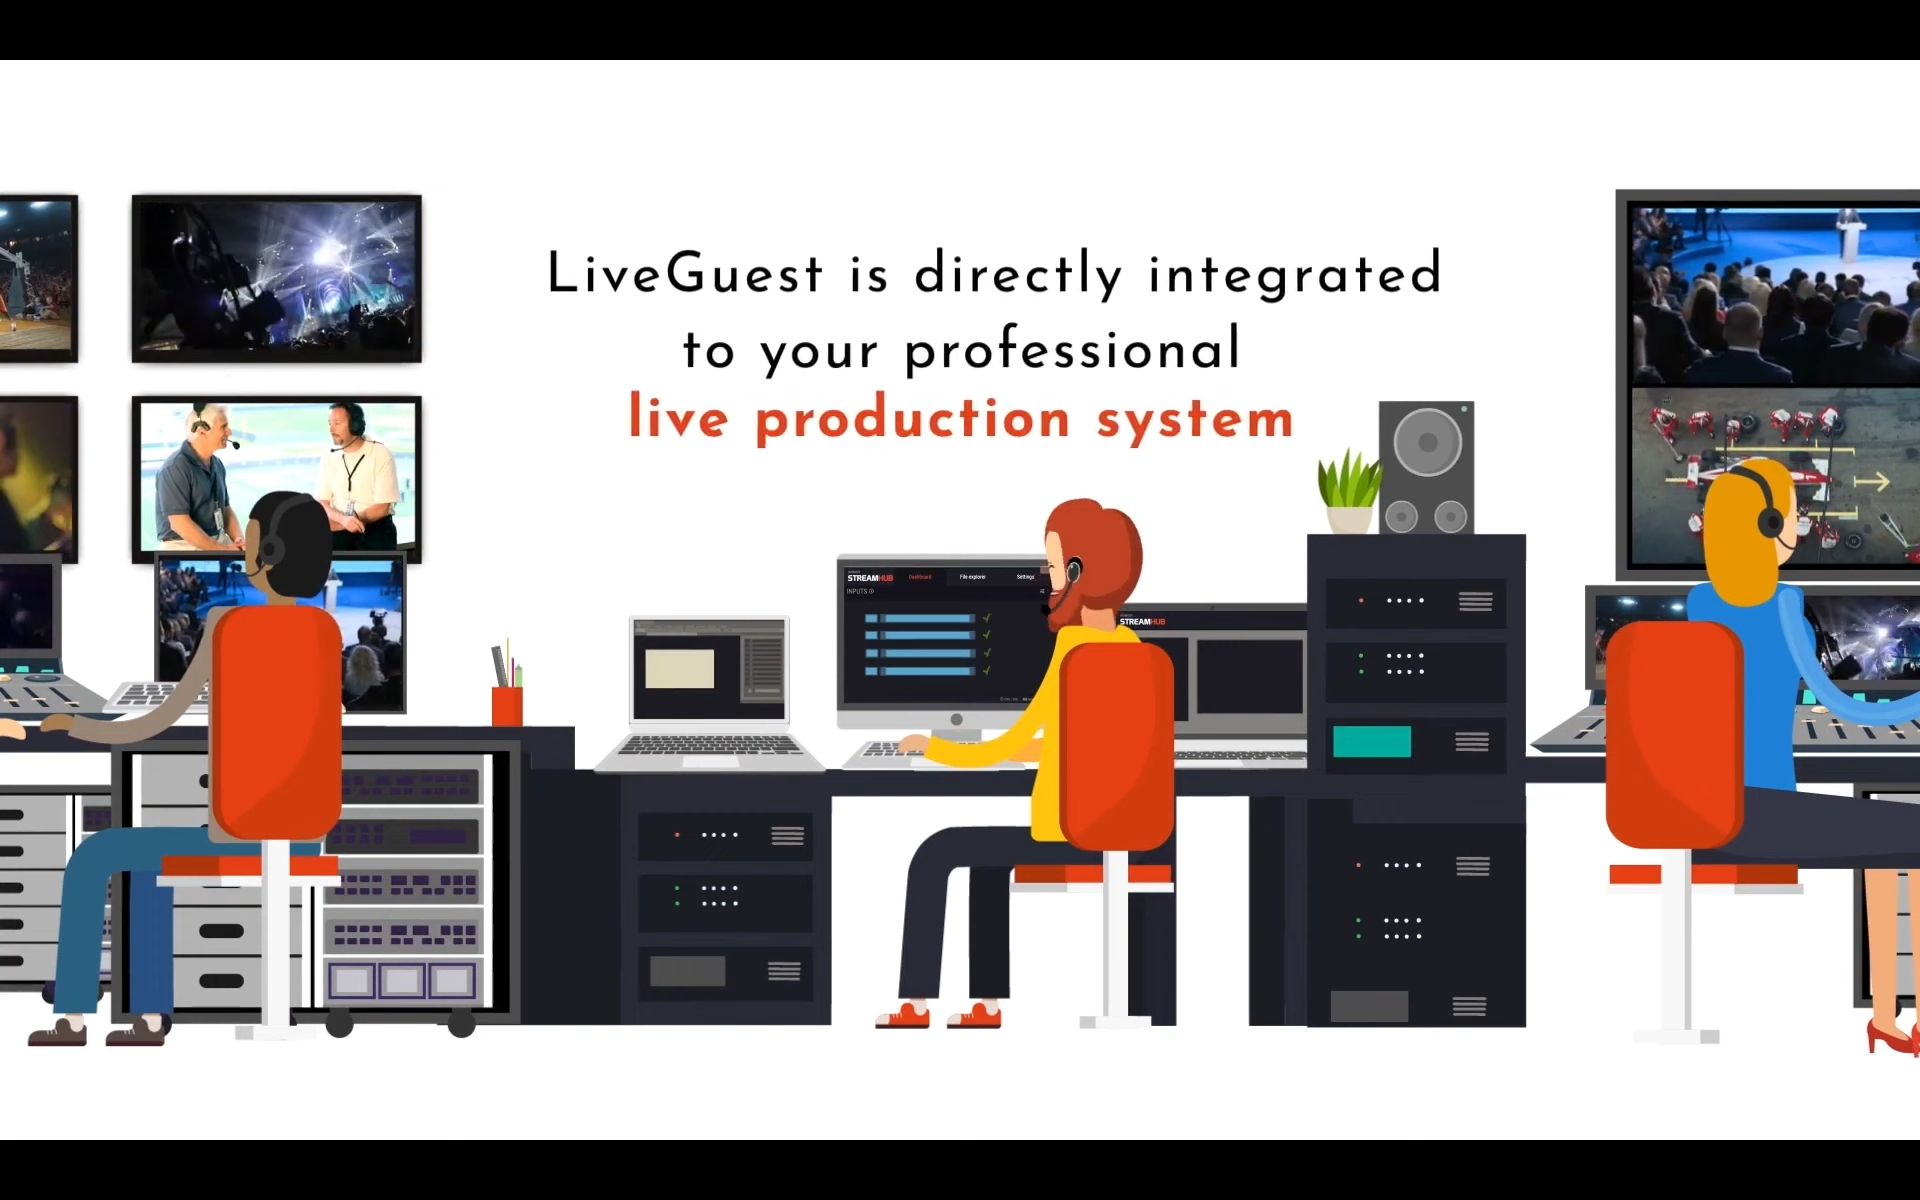 LiveGuest is directly integrated
to your professional
live production system
STREAMHUB Dashboard File explorer Settings
INPUTS
STREAMHUB